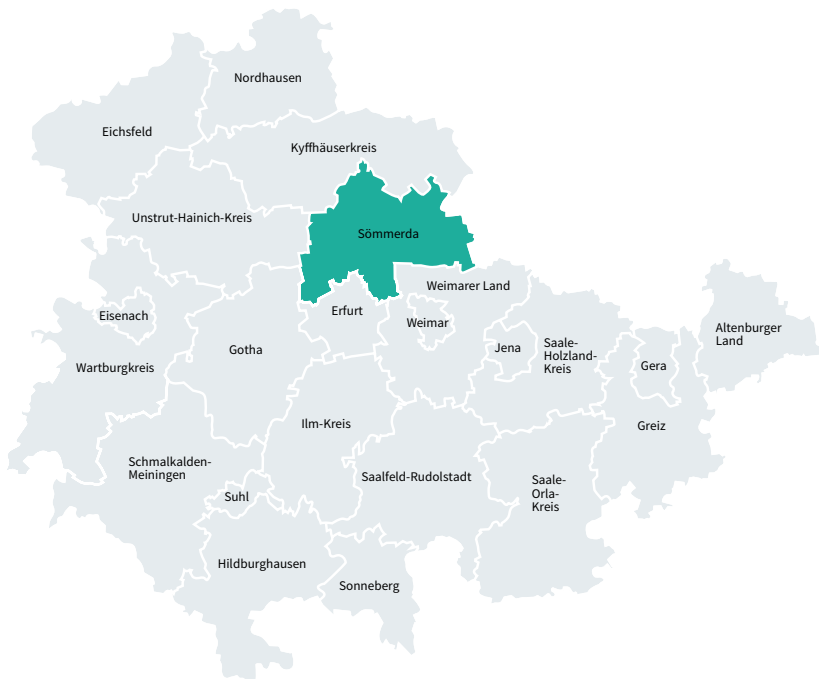 Nordhausen
Eichsfeld
Kyffhäuserkreis
Unstrut-Hainich-Kreis
Sömmerda
Weimarer Land
Eisenach
Erfurt
Weimar
Altenburger
Land
Gotha
Jena
Saale-
Holzland-
Kreis
Wartburgkreis
Gera
Ilm-Kreis
Greiz
Schmalkalden-
Meiningen
Saalfeld-Rudolstadt
Saale-
Orla-
Kreis
Suhl
Hildburghausen
Sonneberg